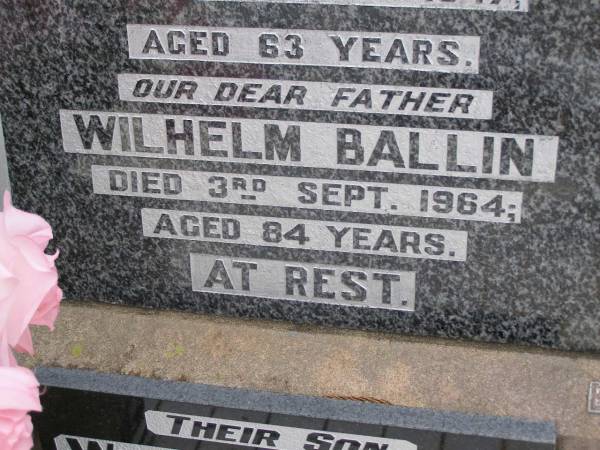 AGED 63 YEARS.
OUR DEAR FATHER
WILHELM BALLIN
DIED 3RD SEPT. 1964;
AGED 84 YEARS.
AT REST.
THEIR SON